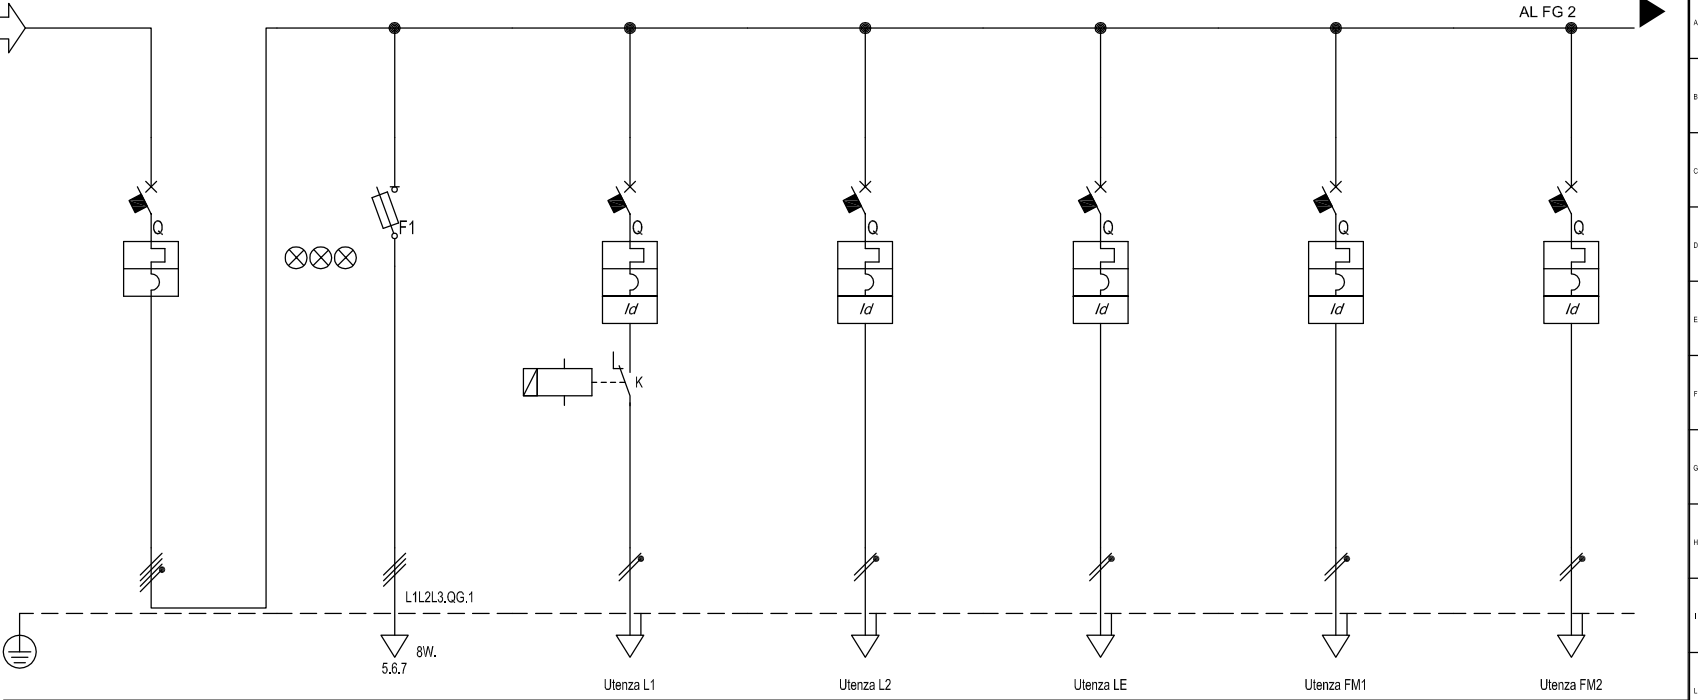 AL FG 2
A
B
C
Q
F1
Q
Q
Q
Q
Q
D
Id
Id
Id
Id
Id
E
K
F
G
H
L1L2L3.QG.1
I
8W.
5.6.7
Utenza L1
Utenza L2
Utenza LE
Utenza FM1
Utenza FM2
L